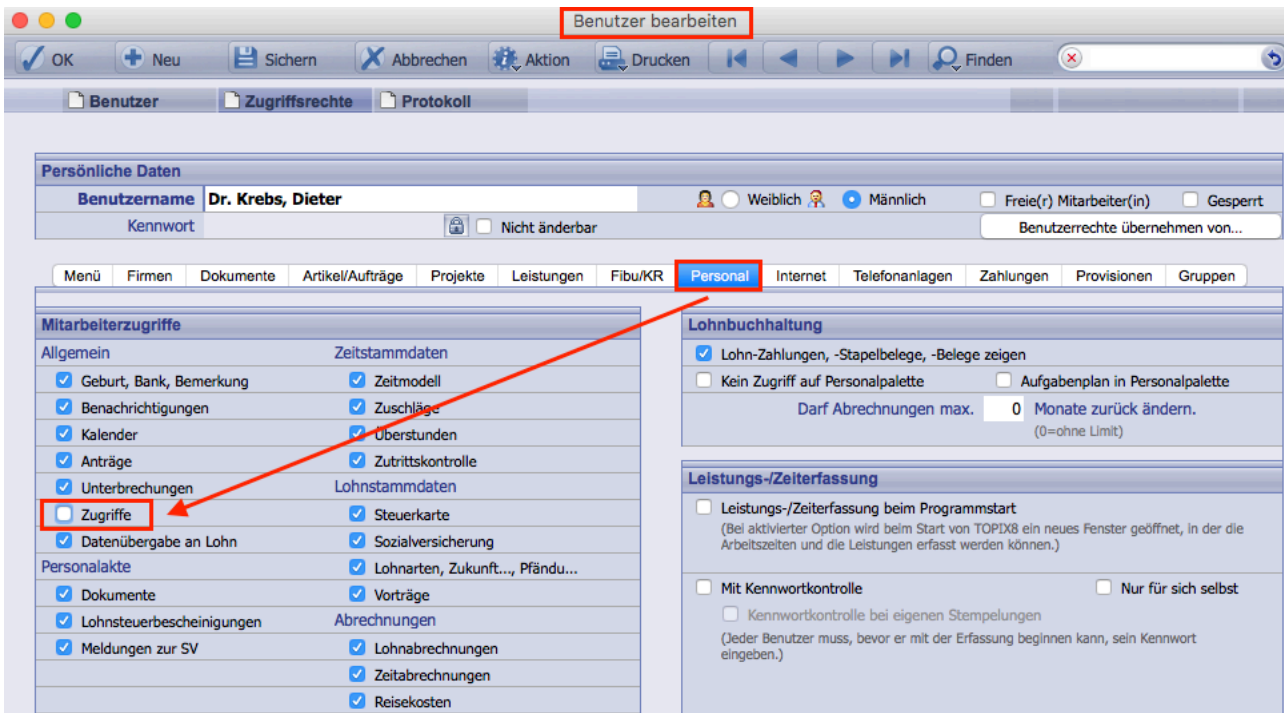 Benutzer bearbeiten
OK Neu Sichern Abbrechen Aktion Drucken Finden
Benutzer Zugriffsrechte Protokoll
Persönliche Daten
Benutzername Dr. Krebs, Dieter Weiblich Männlich Freie(r) Mitarbeiter(in) Gesperrt
Kennwort Nicht änderbar Benutzerrechte übernehmen von...
Menü Firmen Dokumente Artikel/Aufträge Projekte Leistungen Fibu/KR Personal Internet Telefonanlagen Zahlungen Provisionen Gruppen
Mitarbeiterzugriffe
Allgemein Zeitstammdaten
Geburt, Bank, Bemerkung Zeitmodell
Benachrichtigungen Zuschläge
Kalender Überstunden
Anträge Zutrittskontrolle
Unterbrechungen Lohnstammdaten
Zugriffe Steuerkarte
Datenübergabe an Lohn Sozialversicherung
Personalakte Lohnarten, Zukunft..., Pfändu...
Dokumente Vorträge
Lohnsteuerbescheinigungen Abrechnungen
Meldungen zur SV Lohnabrechnungen
Zeitabrechnungen
Reisekosten
Lohnbuchhaltung
Lohn-Zahlungen, -Stapelbelege, -Belege zeigen
Kein Zugriff auf Personalpalette Aufgabenplan in Personalpalette
Darf Abrechnungen max. 0 Monate zurück ändern.
(0=ohne Limit)
Leistungs-/Zeiterfassung
Leistungs-/Zeiterfassung beim Programmstart
(Bei aktivierter Option wird beim Start von TOPIX8 ein neues Fenster geöffnet, in der die
Arbeitszeiten und die Leistungen erfasst werden können.)
Mit Kennwortkontrolle Nur für sich selbst
Kennwortkontrolle bei eigenen Stempelungen
(Jeder Benutzer muss, bevor er mit der Erfassung beginnen kann, sein Kennwort
eingeben.)